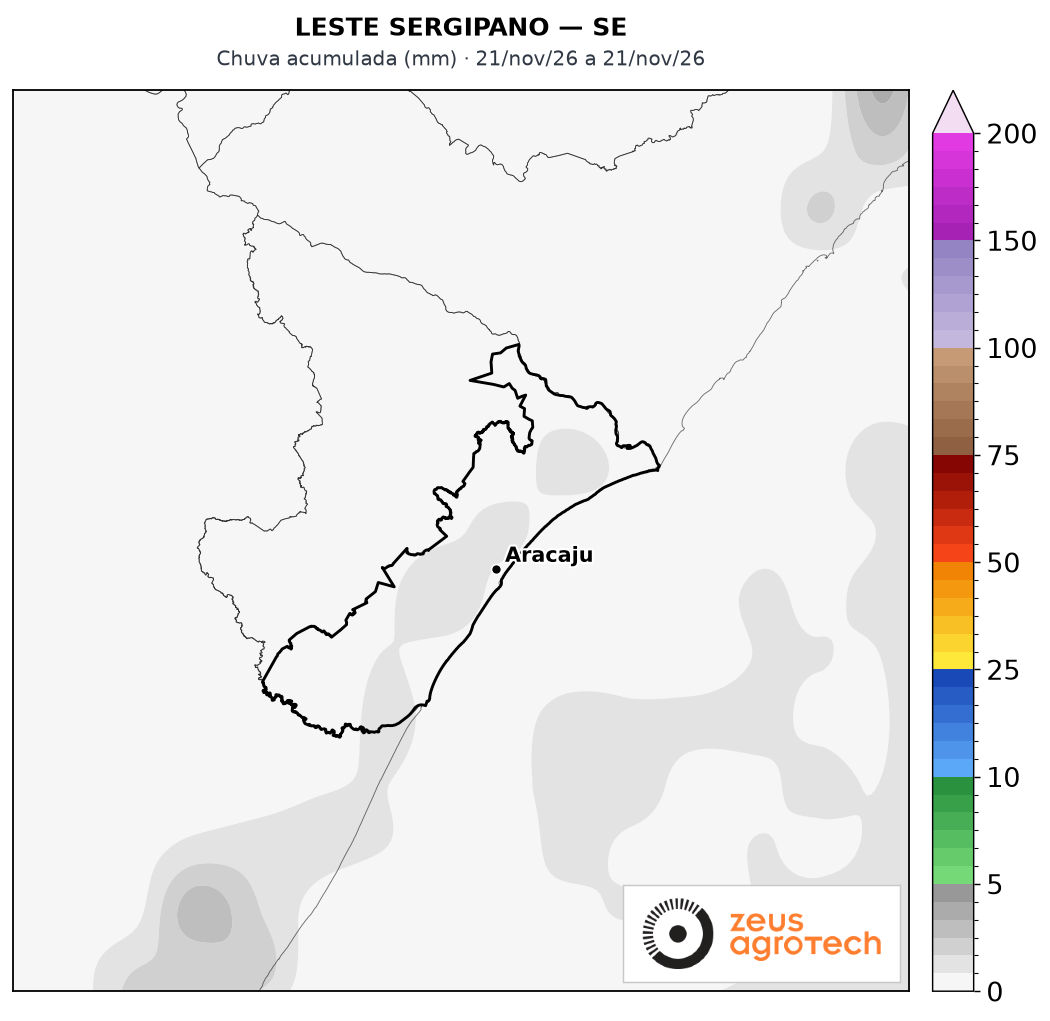 LESTE SERGIPANO — SE
Chuva acumulada (mm) · 21/nov/26 a 21/nov/26
200
150
100
75
50
25
10
5
0
Aracaju
zeus
agrotech